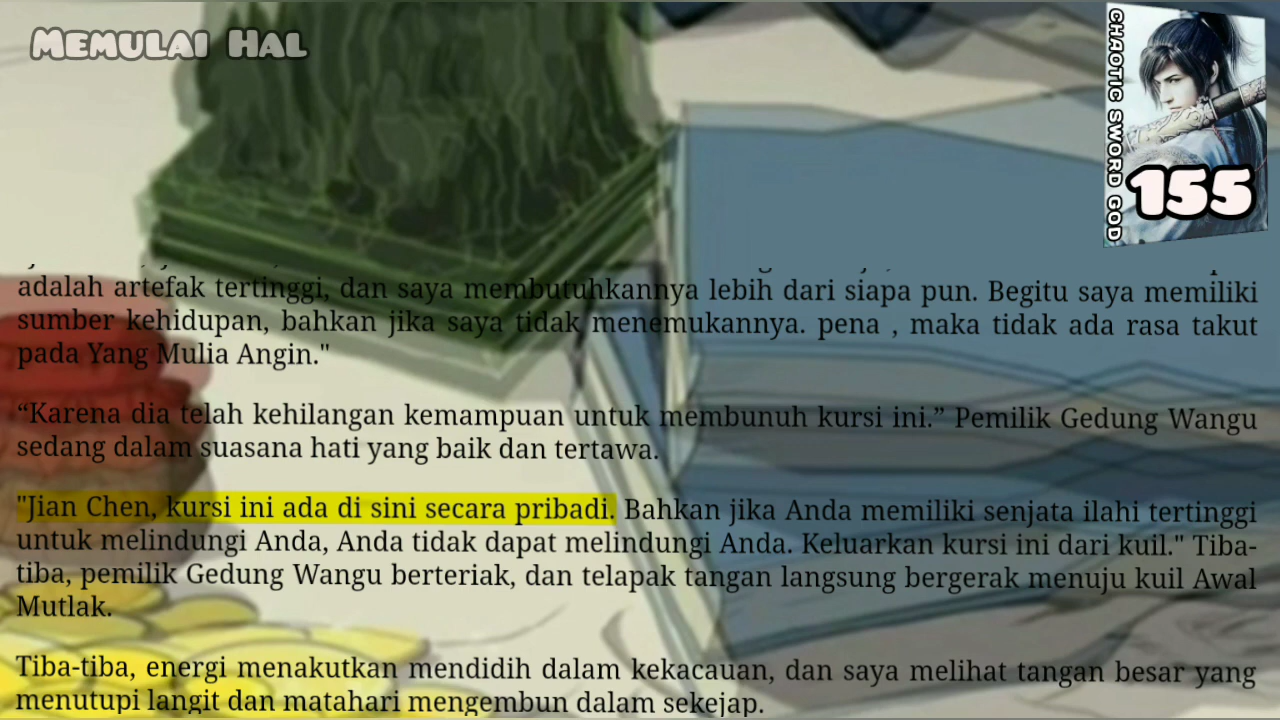 MEMULAI HAL
CHAOTIC SWORD GOD
155
adalah artefak tertinggi, dan saya membutuhkannya lebih dari siapa pun. Begitu saya memiliki
sumber kehidupan, bahkan jika saya tidak menemukannya. pena , maka tidak ada rasa takut
pada Yang Mulia Angin."
“Karena dia telah kehilangan kemampuan untuk membunuh kursi ini.” Pemilik Gedung Wangu
sedang dalam suasana hati yang baik dan tertawa.
"Jian Chen, kursi ini ada di sini secara pribadi. Bahkan jika Anda memiliki senjata ilahi tertinggi
untuk melindungi Anda, Anda tidak dapat melindungi Anda. Keluarkan kursi ini dari kuil." Tiba-
tiba, pemilik Gedung Wangu berteriak, dan telapak tangan langsung bergerak menuju kuil Awal
Mutlak.
Tiba-tiba, energi menakutkan mendidih dalam kekacauan, dan saya melihat tangan besar yang
menutupi langit dan matahari mengembun dalam sekejap.